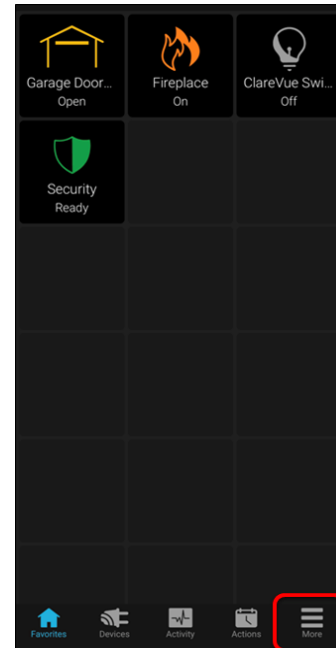 Garage Door...
Open
Fireplace
On
ClareVue Swi...
Off
Security
Ready
Favorites
Devices
Activity
Actions
More